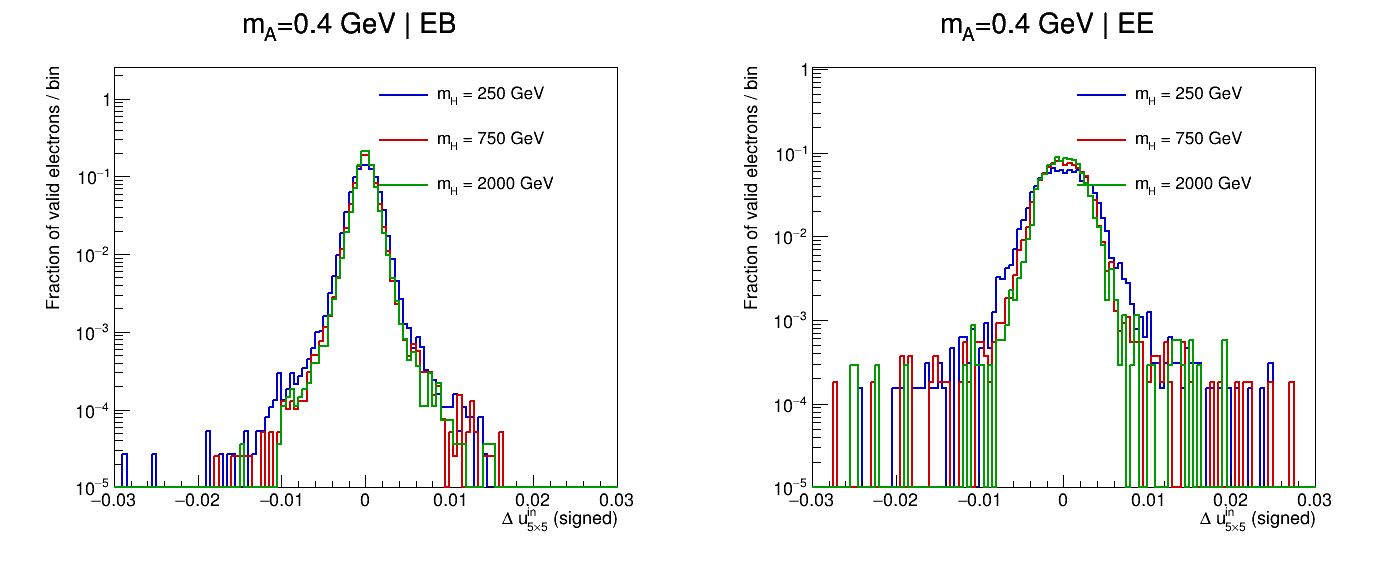 m_A=0.4 GeV | EB
Fraction of valid electrons / bin
m_H = 250 GeV
m_H = 750 GeV
m_H = 2000 GeV
1
10⁻¹
10⁻²
10⁻³
10⁻⁴
10⁻⁵
−0.03 −0.02 −0.01 0 0.01 0.02 0.03
Δ u^in_5×5 (signed)
m_A=0.4 GeV | EE
Fraction of valid electrons / bin
m_H = 250 GeV
m_H = 750 GeV
m_H = 2000 GeV
1
10⁻¹
10⁻²
10⁻³
10⁻⁴
10⁻⁵
−0.03 −0.02 −0.01 0 0.01 0.02 0.03
Δ u^in_5×5 (signed)